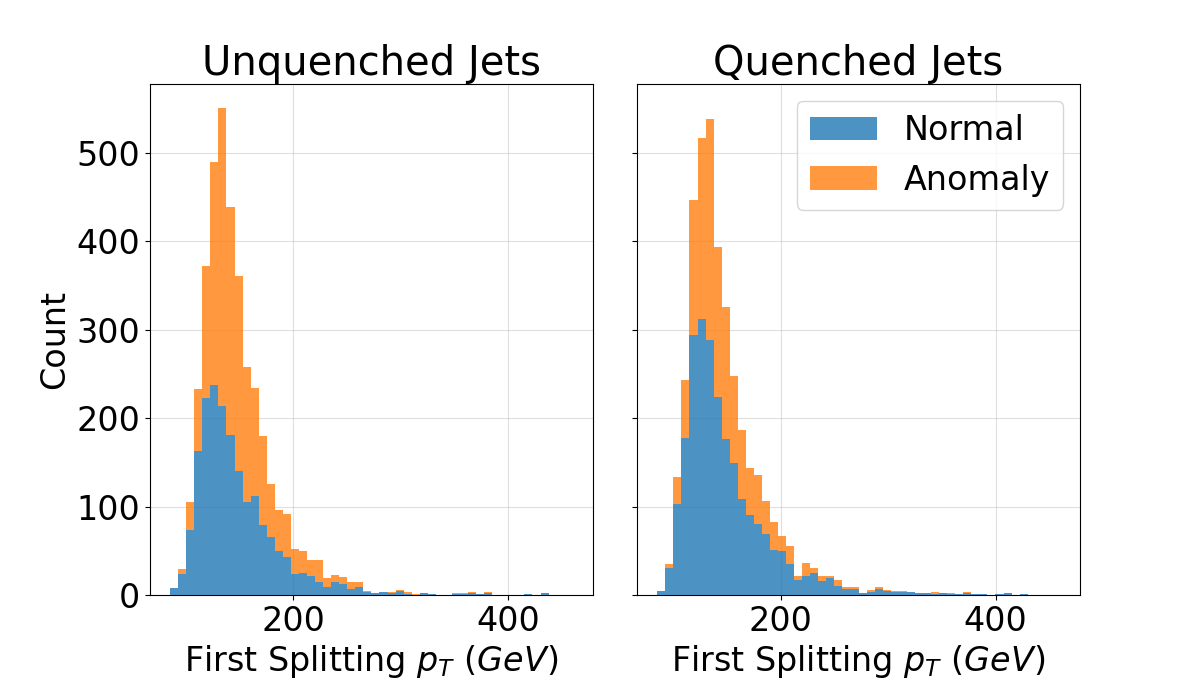 Unquenched Jets
Quenched Jets
Normal
Anomaly
Count
500
400
300
200
100
0
200
400
200
400
First Splitting p_T (GeV)
First Splitting p_T (GeV)